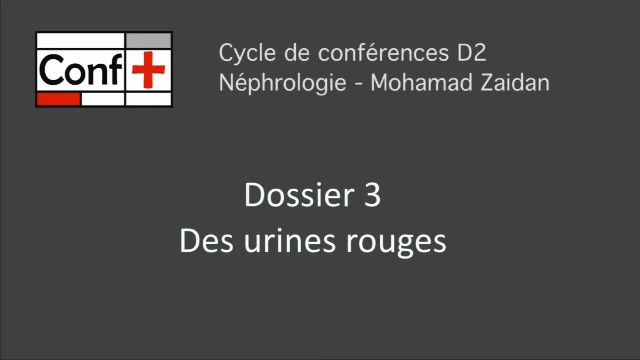 Conf+
Cycle de conférences D2
Néphrologie - Mohamad Zaidan
Dossier 3
Des urines rouges